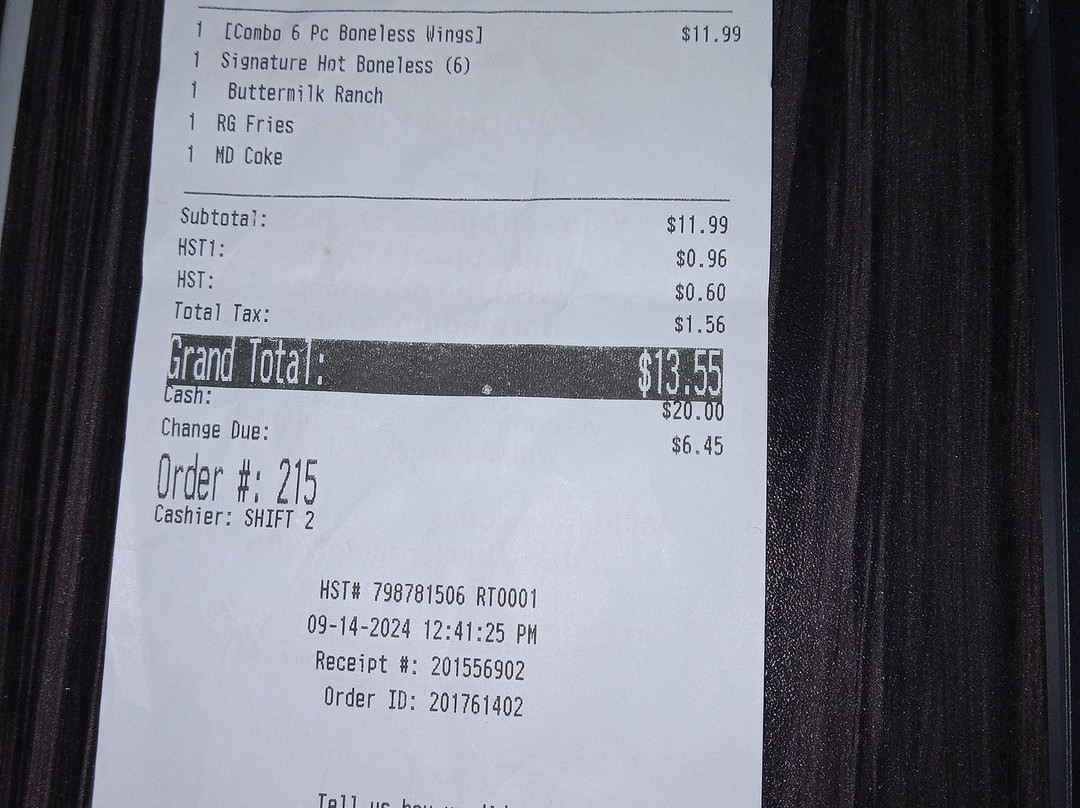 1 [Combo 6 Pc Boneless Wings] $11.99
1 Signature Hot Boneless (6)
1 Buttermilk Ranch
1 RG Fries
1 MD Coke
Subtotal: $11.99
HST1: $0.96
HST: $0.60
Total Tax: $1.56
Grand Total: $13.55
Cash: $20.00
Change Due: $6.45
Order #: 215
Cashier: SHIFT 2
HST# 798781506 RT0001
09-14-2024 12:41:25 PM
Receipt #: 201556902
Order ID: 201761402
Tell us how